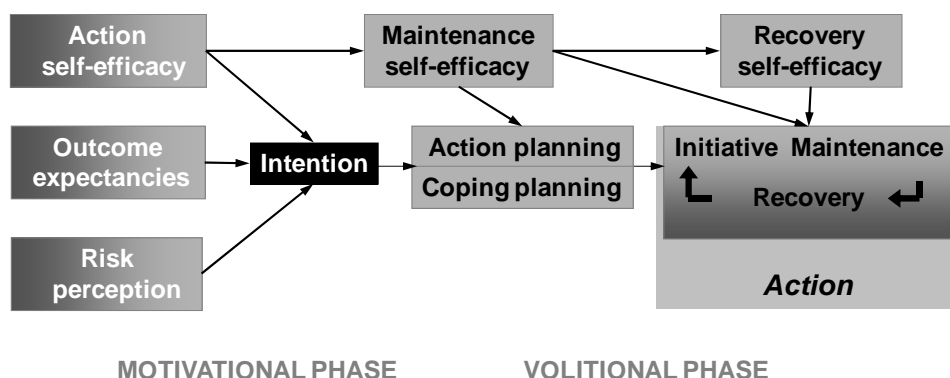 Action
self-efficacy
Maintenance
self-efficacy
Recovery
self-efficacy
Outcome
expectancies
Intention
Action planning
Coping planning
Initiative Maintenance
Recovery
Risk
perception
Action
MOTIVATIONAL PHASE
VOLITIONAL PHASE